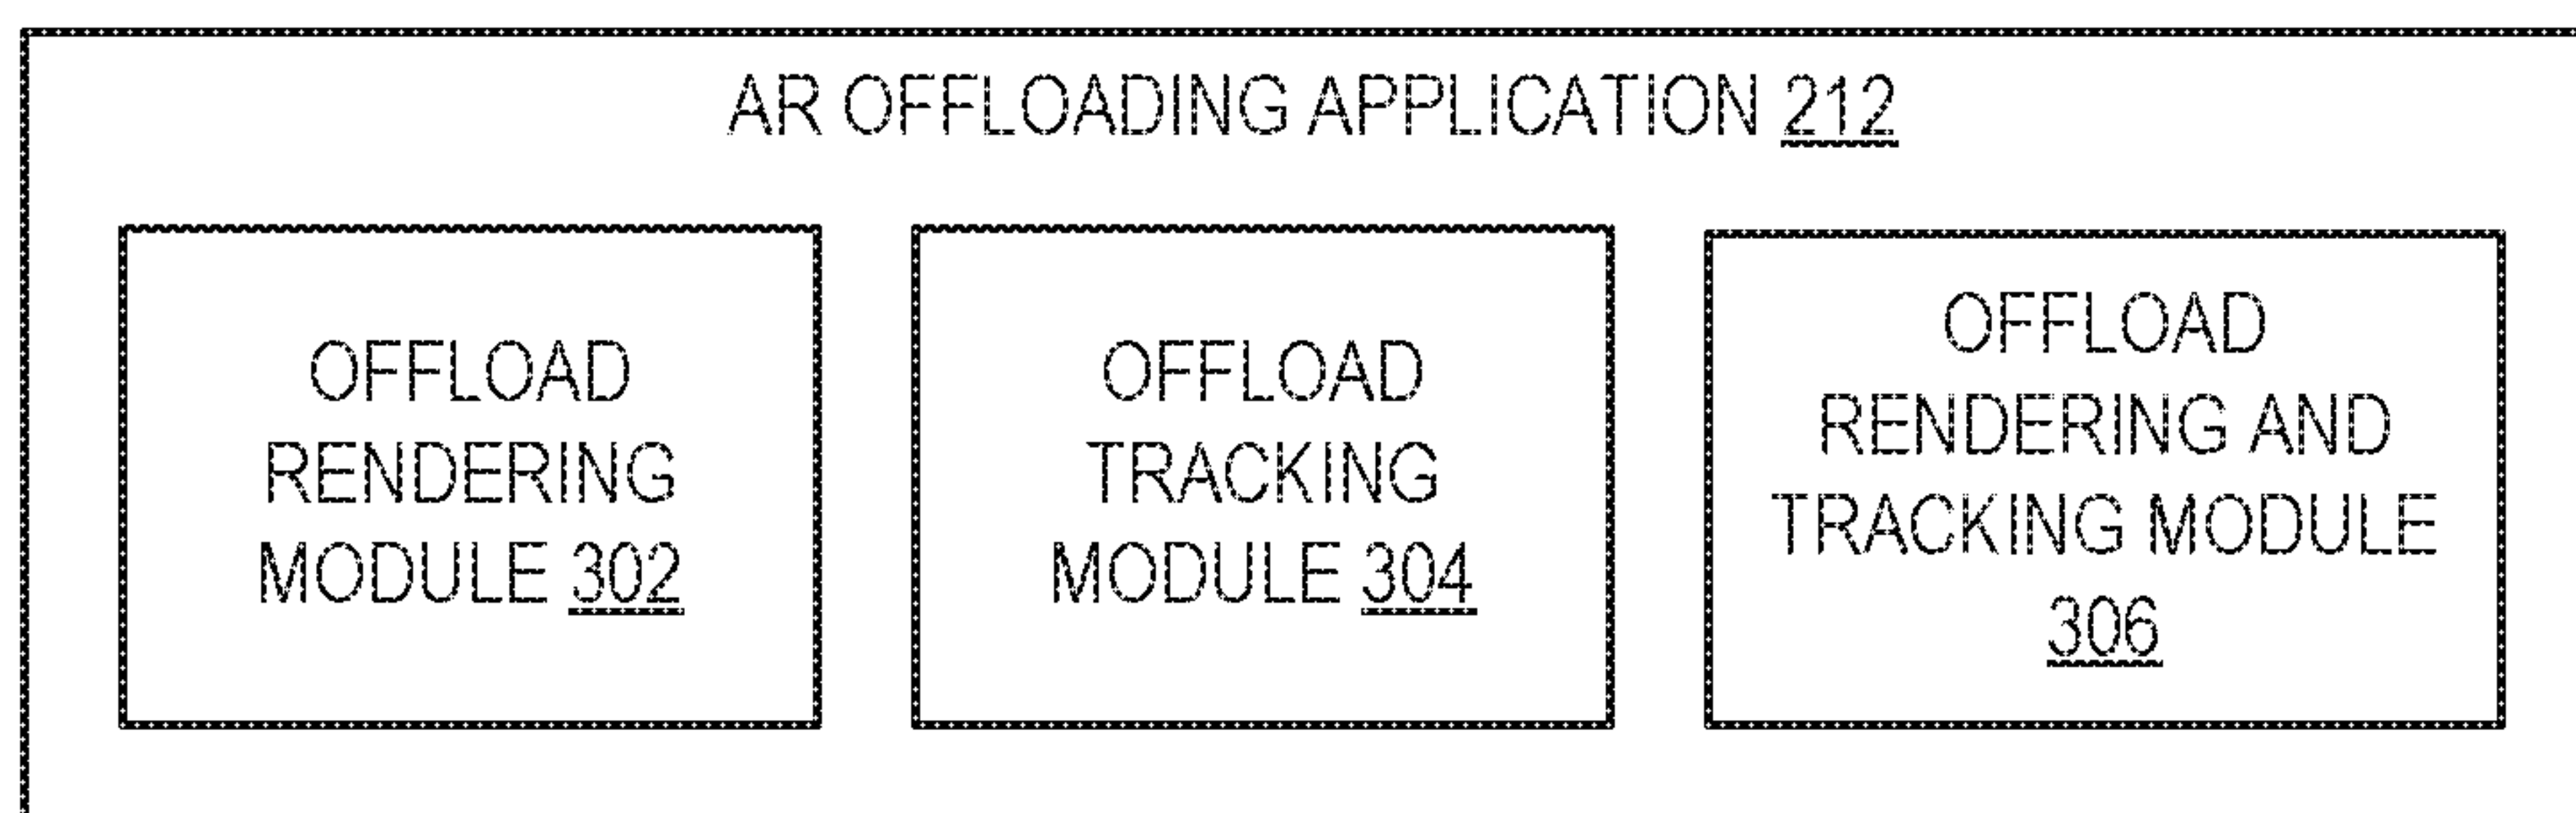 AR OFFLOADING APPLICATION 212
OFFLOAD
RENDERING
MODULE 302
OFFLOAD
TRACKING
MODULE 304
OFFLOAD
RENDERING AND
TRACKING MODULE
306